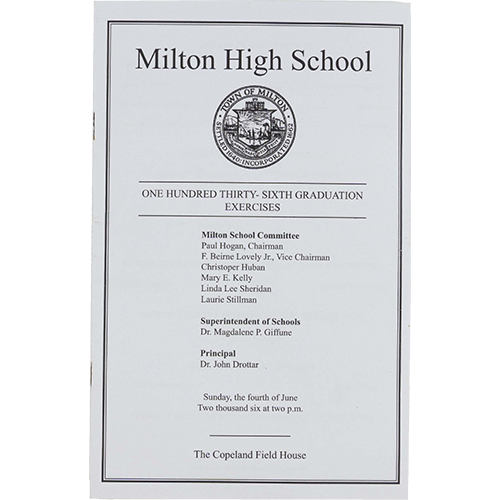 Milton High School
TOWN OF MILTON
SETTLED 1640. INCORPORATED 1662
ONE HUNDRED THIRTY- SIXTH GRADUATION
EXERCISES
Milton School Committee
Paul Hogan, Chairman
F. Beirne Lovely Jr., Vice Chairman
Christoper Huban
Mary E. Kelly
Linda Lee Sheridan
Laurie Stillman
Superintendent of Schools
Dr. Magdalene P. Giffune
Principal
Dr. John Drottar
Sunday, the fourth of June
Two thousand six at two p.m.
The Copeland Field House